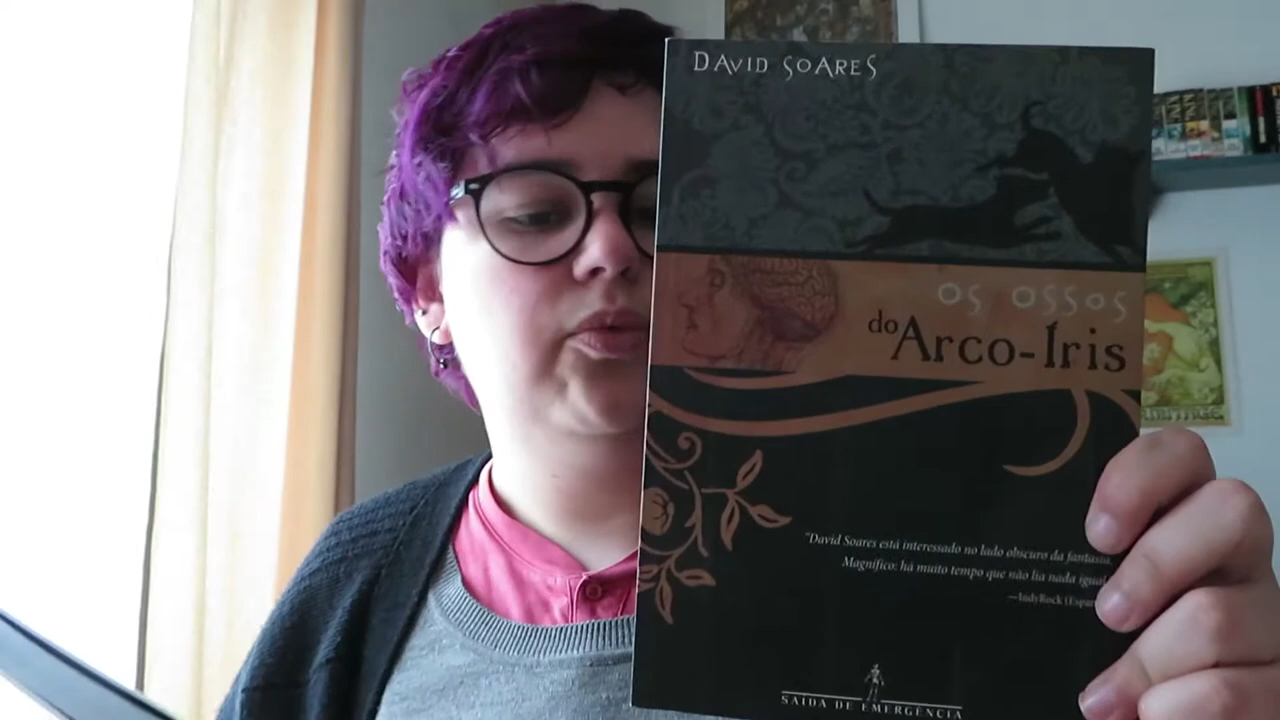 DAVID SOARES
OS OSSOS
do Arco-Íris
"David Soares está interessado no lado obscuro da fantasia.
Magnífico: há muito tempo que não lia nada igual
—IndyRock
SAÍDA DE EMERGÊNCIA